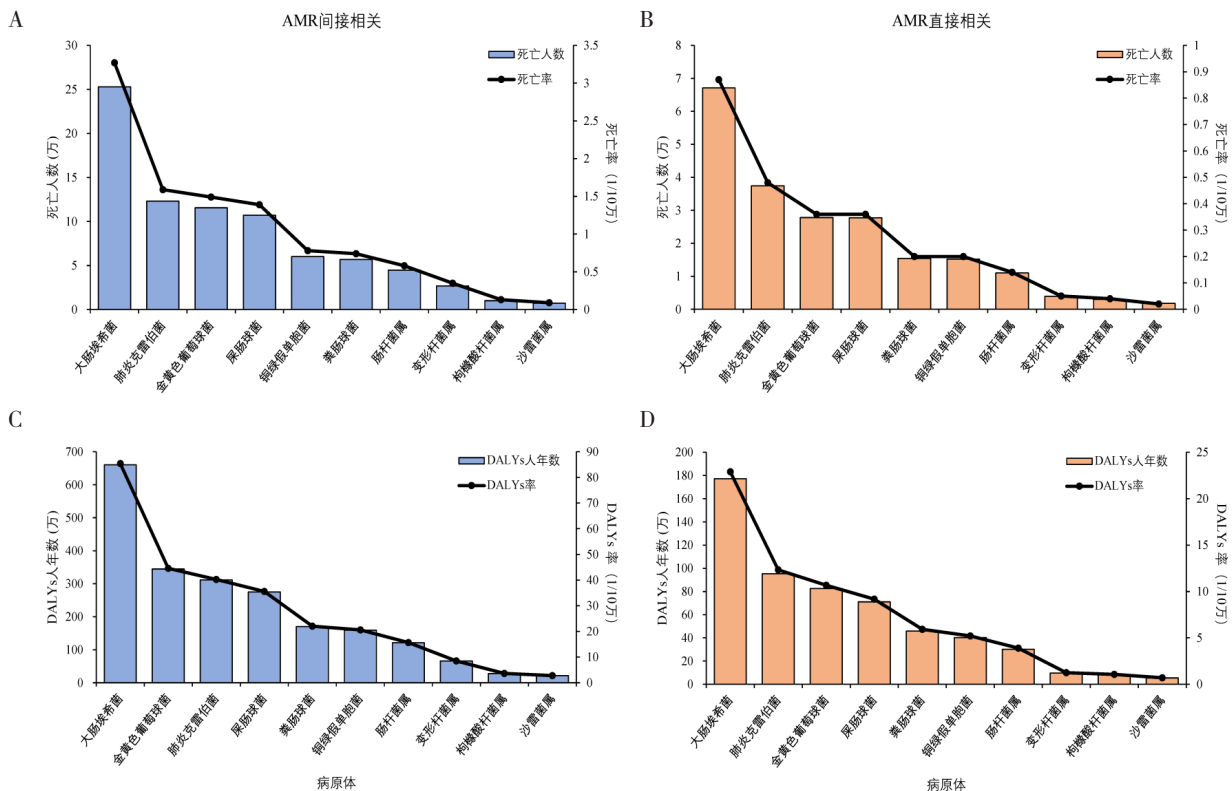 A
AMR间接相关
死亡人数 (万)
30
25
20
15
10
5
0
死亡人数
死亡率
3.5
3
2.5
2
1.5
1
0.5
0
死亡率（1/10万）
大肠埃希菌
肺炎克雷伯菌
金黄色葡萄球菌
屎肠球菌
铜绿假单胞菌
粪肠球菌
肠杆菌属
变形杆菌属
枸橼酸杆菌属
沙雷菌属
B
AMR直接相关
死亡人数 (万)
8
7
6
5
4
3
2
1
0
死亡人数
死亡率
1
0.9
0.8
0.7
0.6
0.5
0.4
0.3
0.2
0.1
0
死亡率（1/10万）
大肠埃希菌
肺炎克雷伯菌
金黄色葡萄球菌
屎肠球菌
粪肠球菌
铜绿假单胞菌
肠杆菌属
变形杆菌属
枸橼酸杆菌属
沙雷菌属
C
DALYs人年数 (万)
700
600
500
400
300
200
100
0
DALYs人年数
DALYs率
90
80
70
60
50
40
30
20
10
0
DALYs 率（1/10万）
大肠埃希菌
金黄色葡萄球菌
肺炎克雷伯菌
屎肠球菌
粪肠球菌
铜绿假单胞菌
肠杆菌属
变形杆菌属
枸橼酸杆菌属
沙雷菌属
病原体
D
DALYs人年数 (万)
200
180
160
140
120
100
80
60
40
20
0
DALYs人年数
DALYs率
25
20
15
10
5
0
DALYs 率（1/10万）
大肠埃希菌
肺炎克雷伯菌
金黄色葡萄球菌
屎肠球菌
粪肠球菌
铜绿假单胞菌
肠杆菌属
变形杆菌属
枸橼酸杆菌属
沙雷菌属
病原体